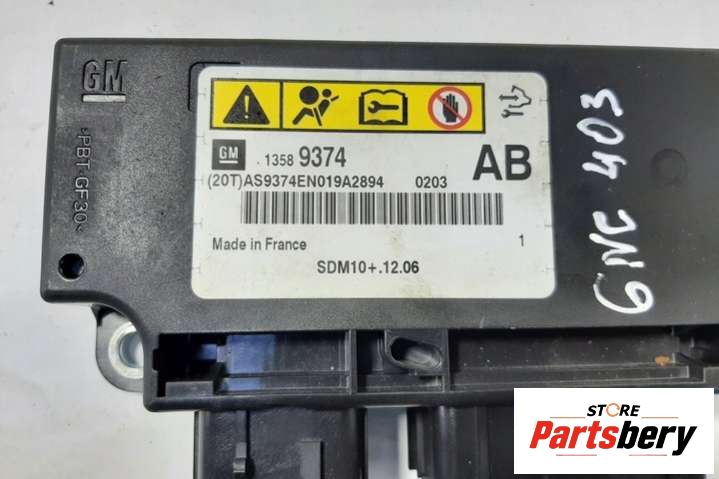 GM
>PBT-GF30<
GM .1358 9374
AB
(20T)AS9374EN019A2894 0203
Made in France 1
SDM10+.12.06
6NC 403
STORE
Partsbery